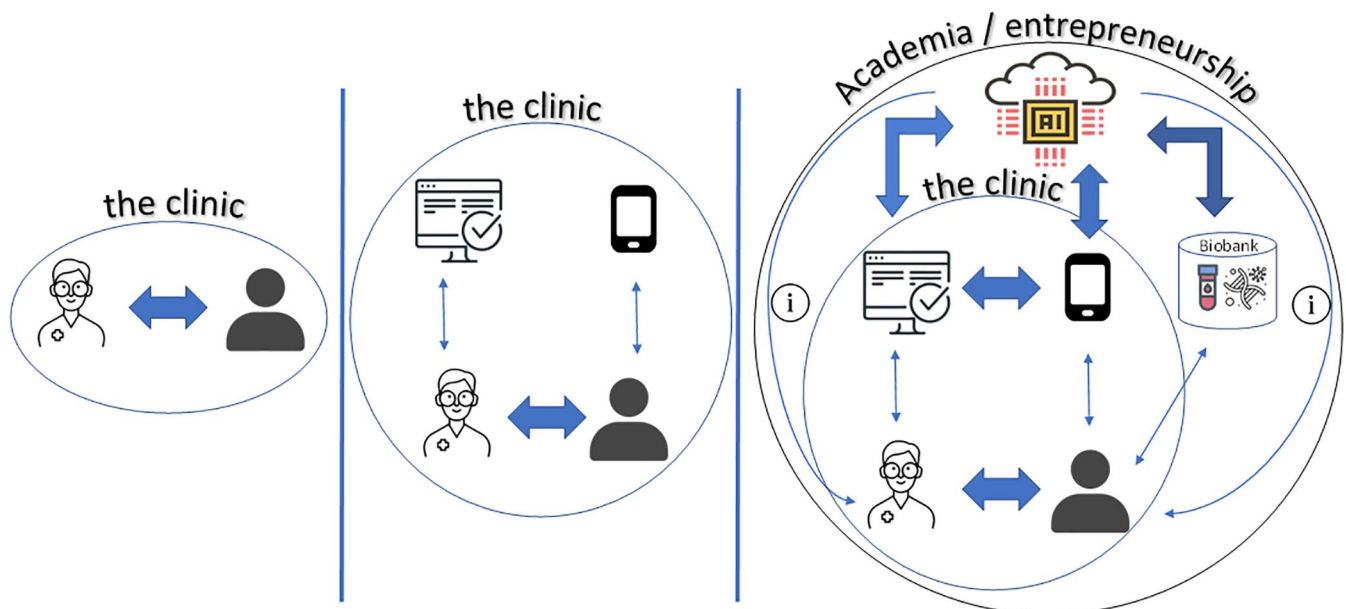 the clinic
the clinic
Academia / entrepreneurship
AI
the clinic
Biobank
i
i